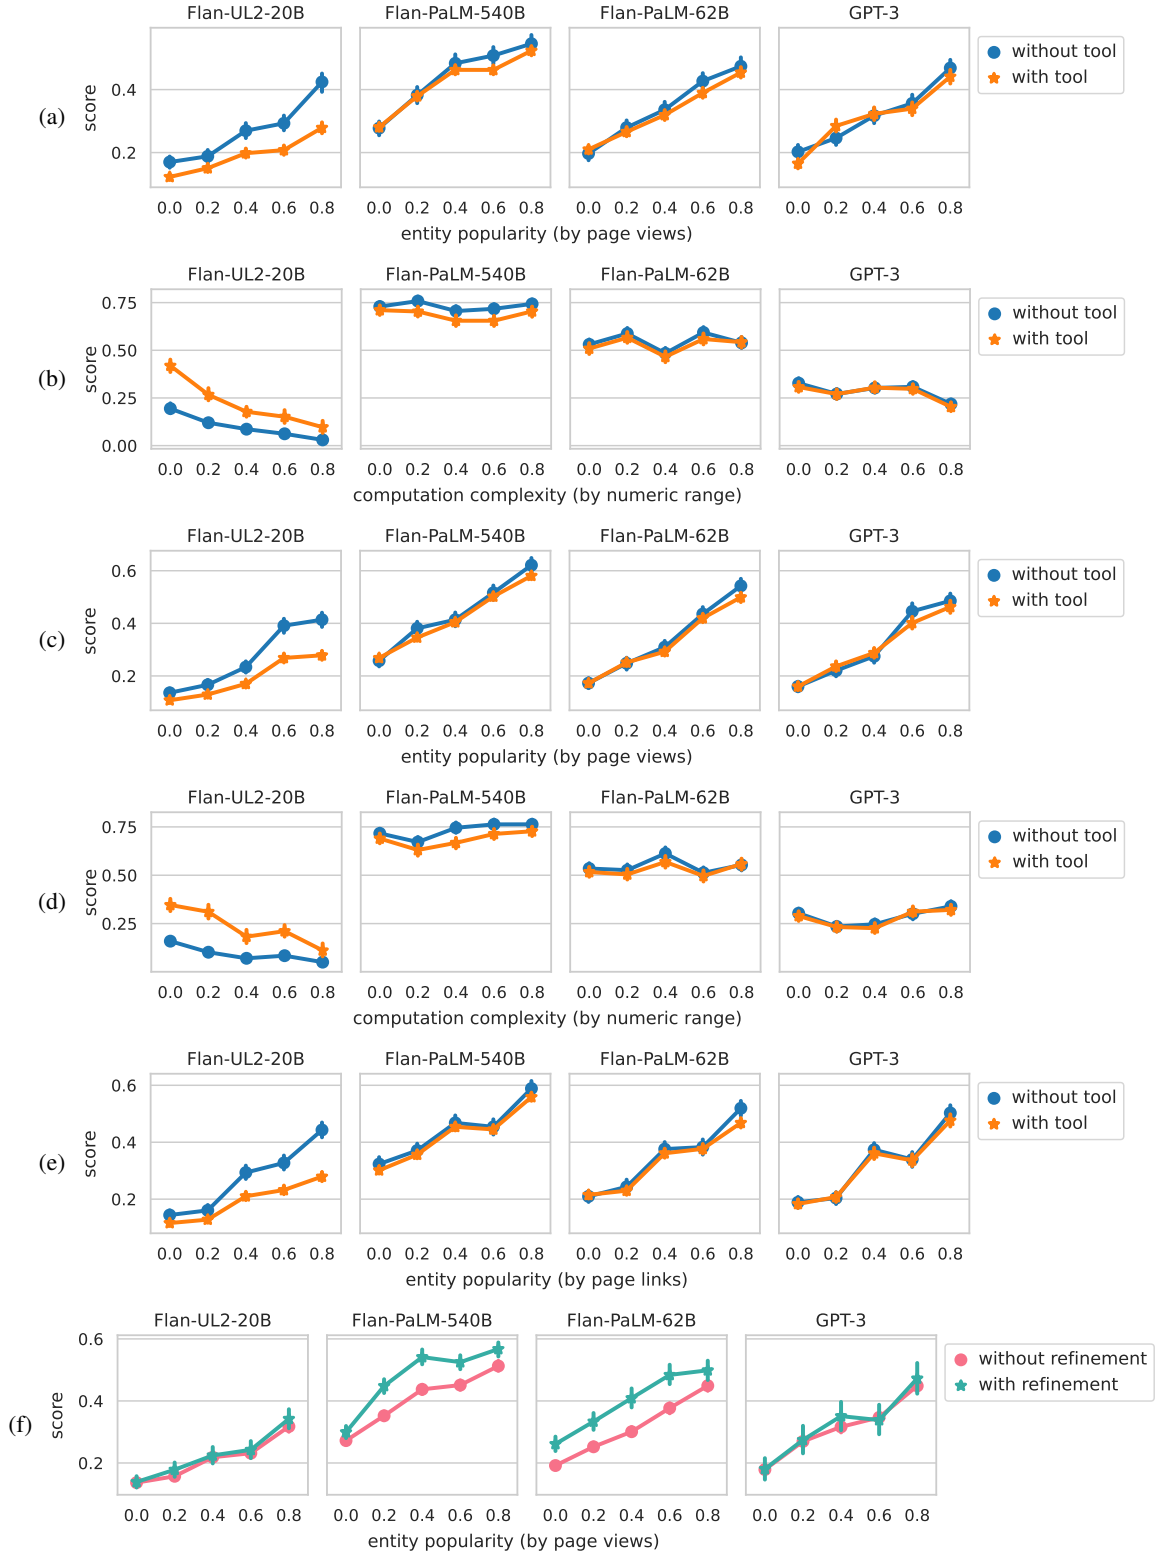 Flan-UL2-20B Flan-PaLM-540B Flan-PaLM-62B GPT-3
without tool
with tool
(a)
score
0.4
0.2
0.0 0.2 0.4 0.6 0.8 0.0 0.2 0.4 0.6 0.8 0.0 0.2 0.4 0.6 0.8 0.0 0.2 0.4 0.6 0.8
entity popularity (by page views)
Flan-UL2-20B Flan-PaLM-540B Flan-PaLM-62B GPT-3
without tool
with tool
(b)
score
0.75
0.50
0.25
0.00
0.0 0.2 0.4 0.6 0.8 0.0 0.2 0.4 0.6 0.8 0.0 0.2 0.4 0.6 0.8 0.0 0.2 0.4 0.6 0.8
computation complexity (by numeric range)
Flan-UL2-20B Flan-PaLM-540B Flan-PaLM-62B GPT-3
without tool
with tool
(c)
score
0.6
0.4
0.2
0.0 0.2 0.4 0.6 0.8 0.0 0.2 0.4 0.6 0.8 0.0 0.2 0.4 0.6 0.8 0.0 0.2 0.4 0.6 0.8
entity popularity (by page views)
Flan-UL2-20B Flan-PaLM-540B Flan-PaLM-62B GPT-3
without tool
with tool
(d)
score
0.75
0.50
0.25
0.0 0.2 0.4 0.6 0.8 0.0 0.2 0.4 0.6 0.8 0.0 0.2 0.4 0.6 0.8 0.0 0.2 0.4 0.6 0.8
computation complexity (by numeric range)
Flan-UL2-20B Flan-PaLM-540B Flan-PaLM-62B GPT-3
without tool
with tool
(e)
score
0.6
0.4
0.2
0.0 0.2 0.4 0.6 0.8 0.0 0.2 0.4 0.6 0.8 0.0 0.2 0.4 0.6 0.8 0.0 0.2 0.4 0.6 0.8
entity popularity (by page links)
Flan-UL2-20B Flan-PaLM-540B Flan-PaLM-62B GPT-3
without refinement
with refinement
(f)
score
0.6
0.4
0.2
0.0 0.2 0.4 0.6 0.8 0.0 0.2 0.4 0.6 0.8 0.0 0.2 0.4 0.6 0.8 0.0 0.2 0.4 0.6 0.8
entity popularity (by page views)